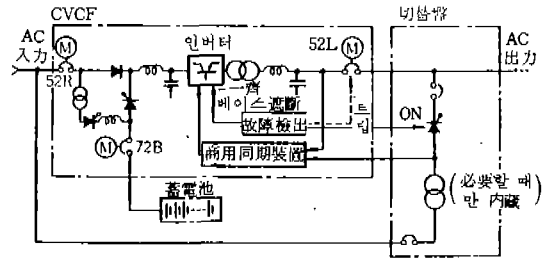 CVCF
切替器
AC
入力
M
52R
인버터
52L
M
AC
出力
一齊
베이스遮斷
트립
故障檢出
ON
商用同期裝置
M
72B
蓄電池
(必要할 때
만 内藏)